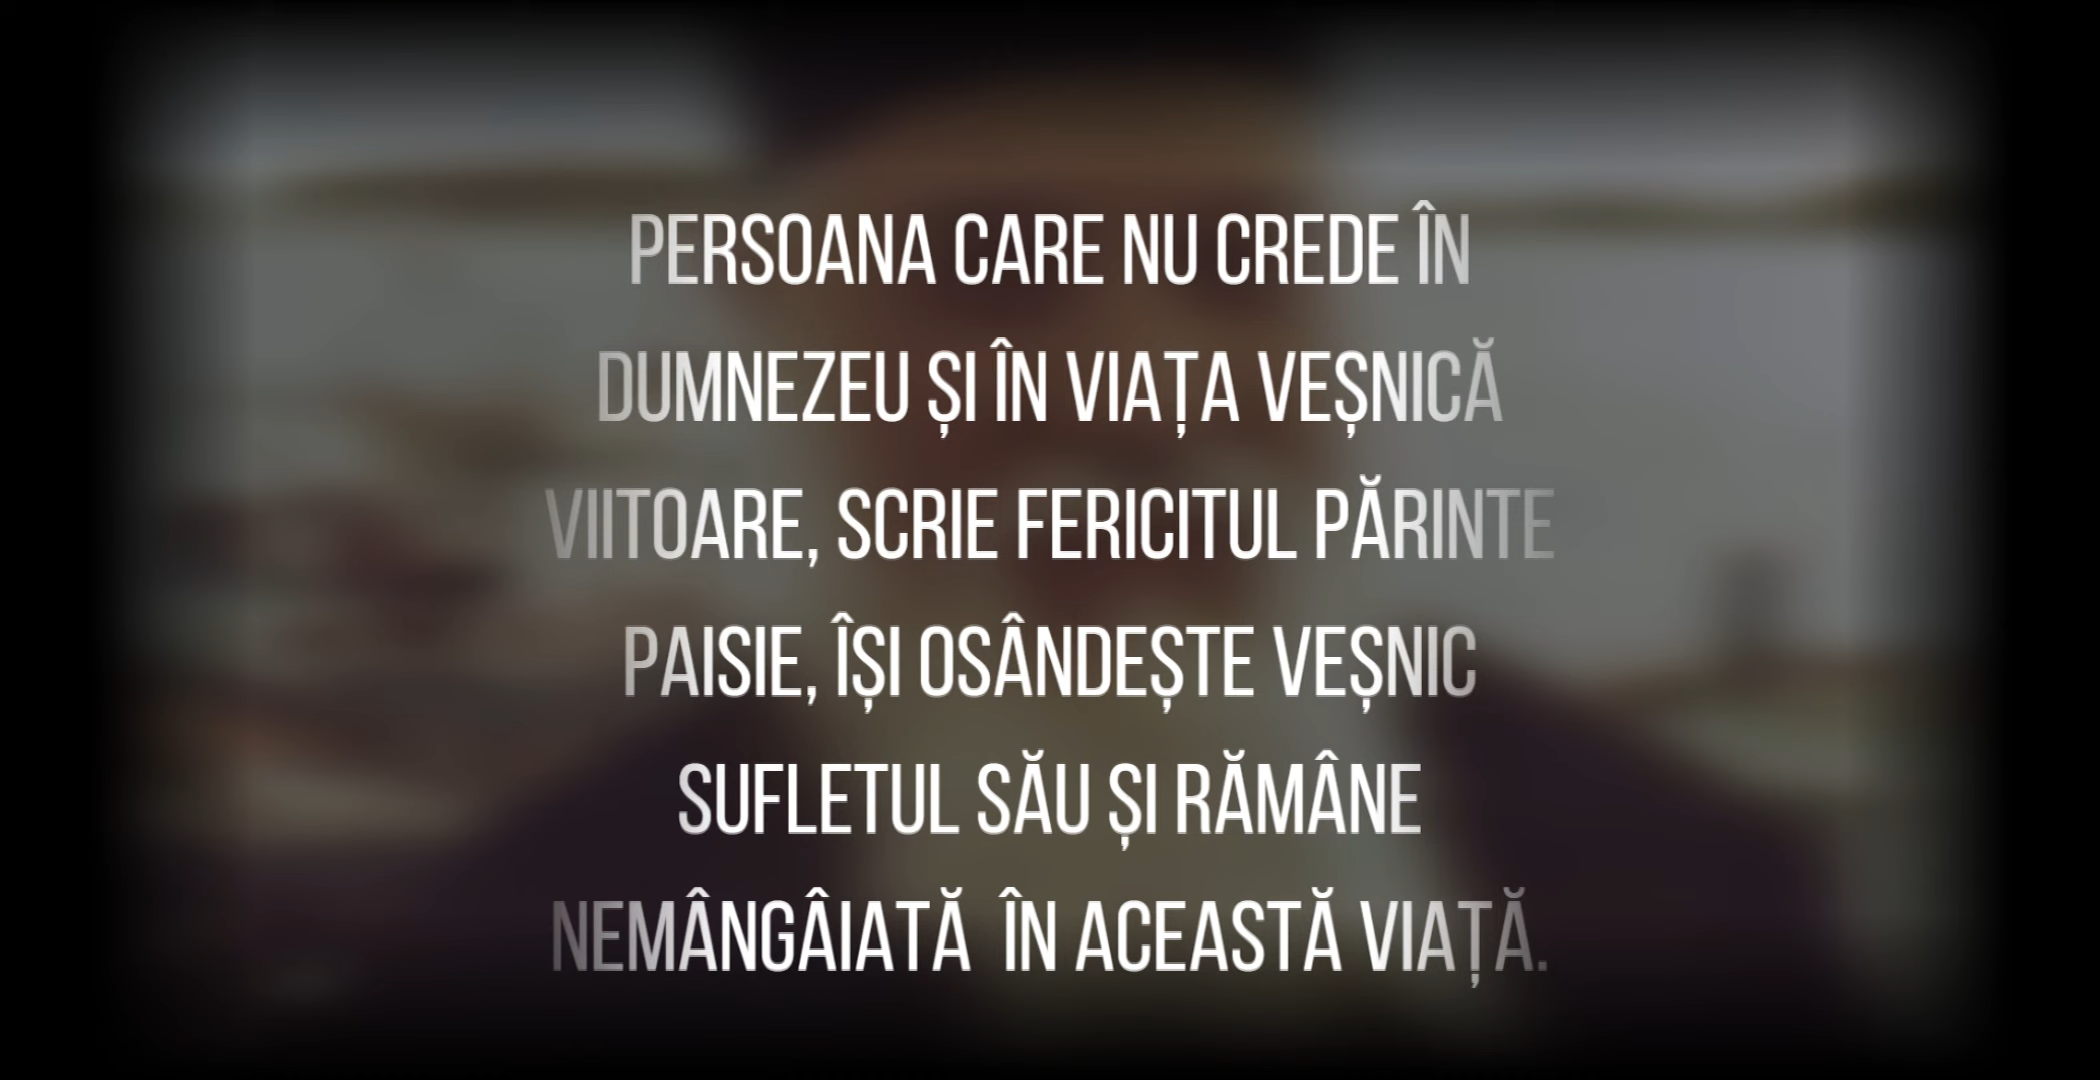 PERSOANA CARE NU CREDE ÎN
DUMNEZEU ȘI ÎN VIAȚA VEȘNICĂ
VIITOARE, SCRIE FERICITUL PĂRINTE
PAISIE, ÎȘI OSÂNDEȘTE VEȘNIC
SUFLETUL SĂU ȘI RĂMÂNE
NEMÂNGÂIATĂ  ÎN ACEASTĂ VIAȚĂ.